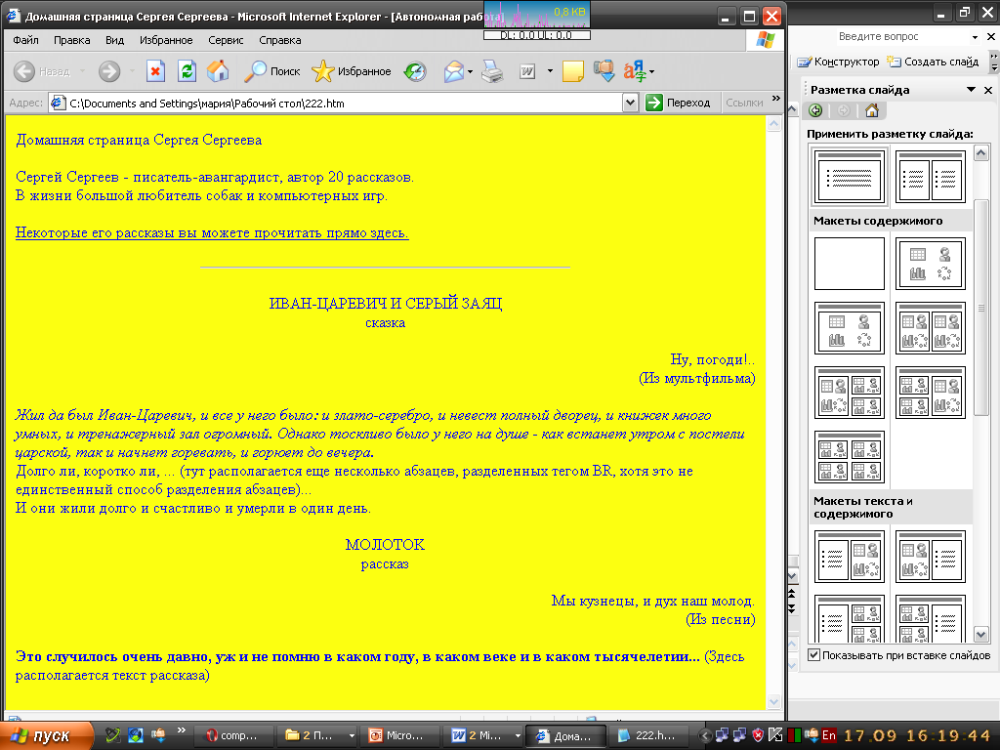 Домашняя страница Сергея Сергеева - Microsoft Internet Explorer - [Автономная работа]
0,8 KB
DL: 0.0 UL: 0.0
Файл Правка Вид Избранное Сервис Справка
Назад Поиск Избранное
Адрес: C:\Documents and Settings\мария\Рабочий стол\222.htm Переход Ссылки
Домашняя страница Сергея Сергеева
Сергей Сергеев - писатель-авангардист, автор 20 рассказов.
В жизни большой любитель собак и компьютерных игр.
Некоторые его рассказы вы можете прочитать прямо здесь.
ИВАН-ЦАРЕВИЧ И СЕРЫЙ ЗАЯЦ
сказка
Ну, погоди!..
(Из мультфильма)
Жил да был Иван-Царевич, и все у него было: и злато-серебро, и невест полный дворец, и книжек много
умных, и тренажерный зал огромный. Однако тоскливо было у него на душе - как встанет утром с постели
царской, так и начнет горевать, и горюет до вечера.
Долго ли, коротко ли, ... (тут располагается еще несколько абзацев, разделенных тегом BR, хотя это не
единственный способ разделения абзацев)...
И они жили долго и счастливо и умерли в один день.
МОЛОТОК
рассказ
Мы кузнецы, и дух наш молод.
(Из песни)
Это случилось очень давно, уж и не помню в каком году, в каком веке и в каком тысячелетии... (Здесь
располагается текст рассказа)
Введите вопрос
Конструктор Создать слайд
Разметка слайда
Применить разметку слайда:
Макеты содержимого
Макеты текста и
содержимого
Показывать при вставке слайдов
пуск comp... 2 П... Micro... 2 Mi... Дома... 222.h... En 17.09 16:19:44